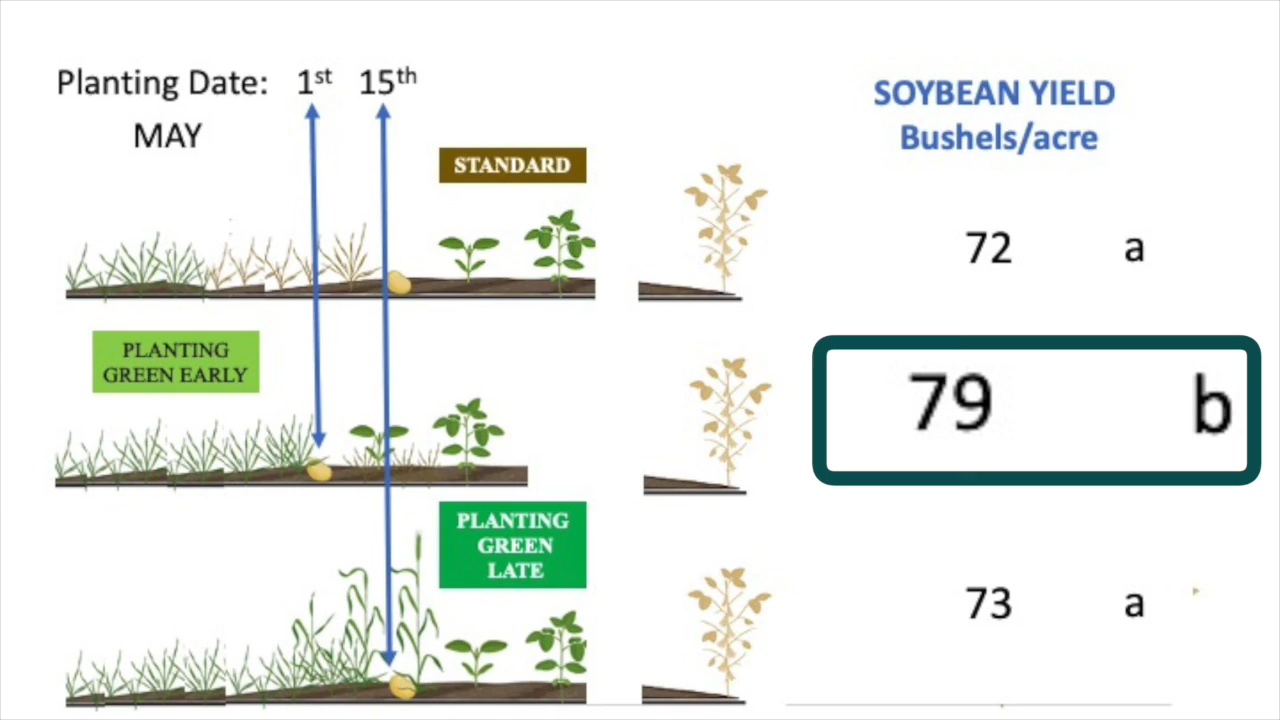 Planting Date: 1st 15th
MAY
SOYBEAN YIELD
Bushels/acre
STANDARD
72 a
PLANTING
GREEN EARLY
79 b
PLANTING
GREEN
LATE
73 a